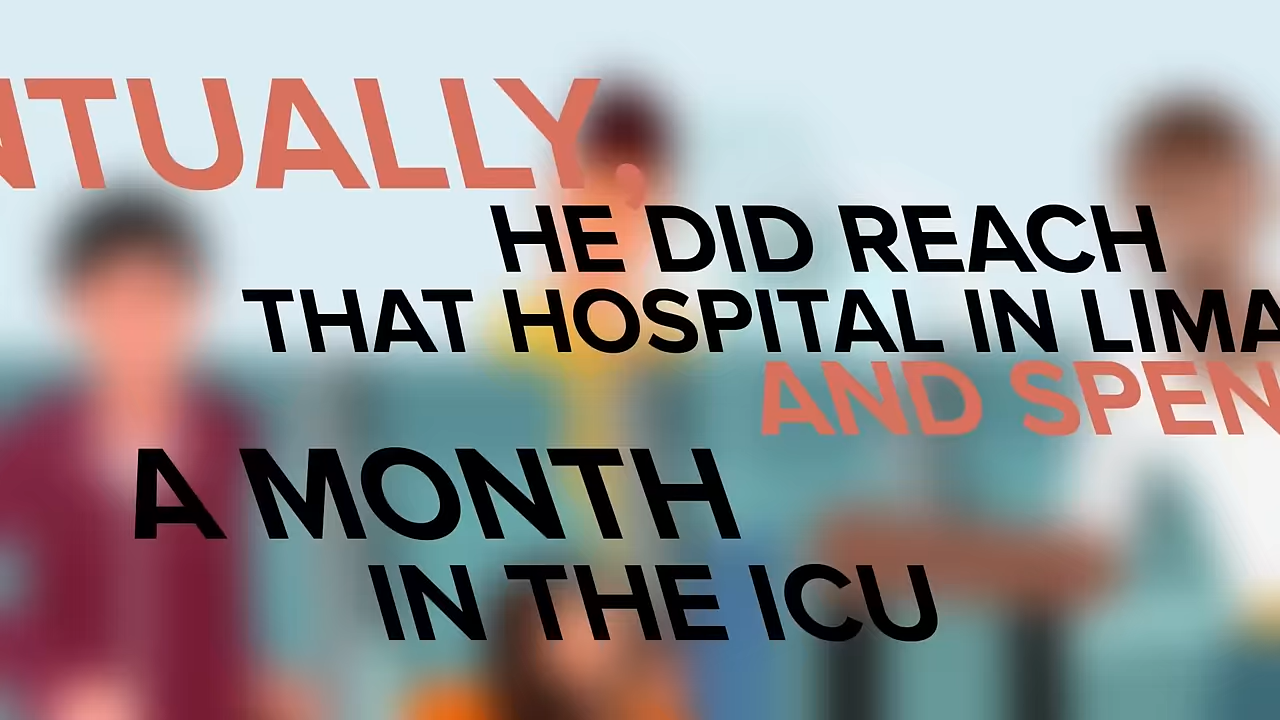 NTUALLY,
HE DID REACH
THAT HOSPITAL IN LIMA
AND SPEN
A MONTH
IN THE ICU